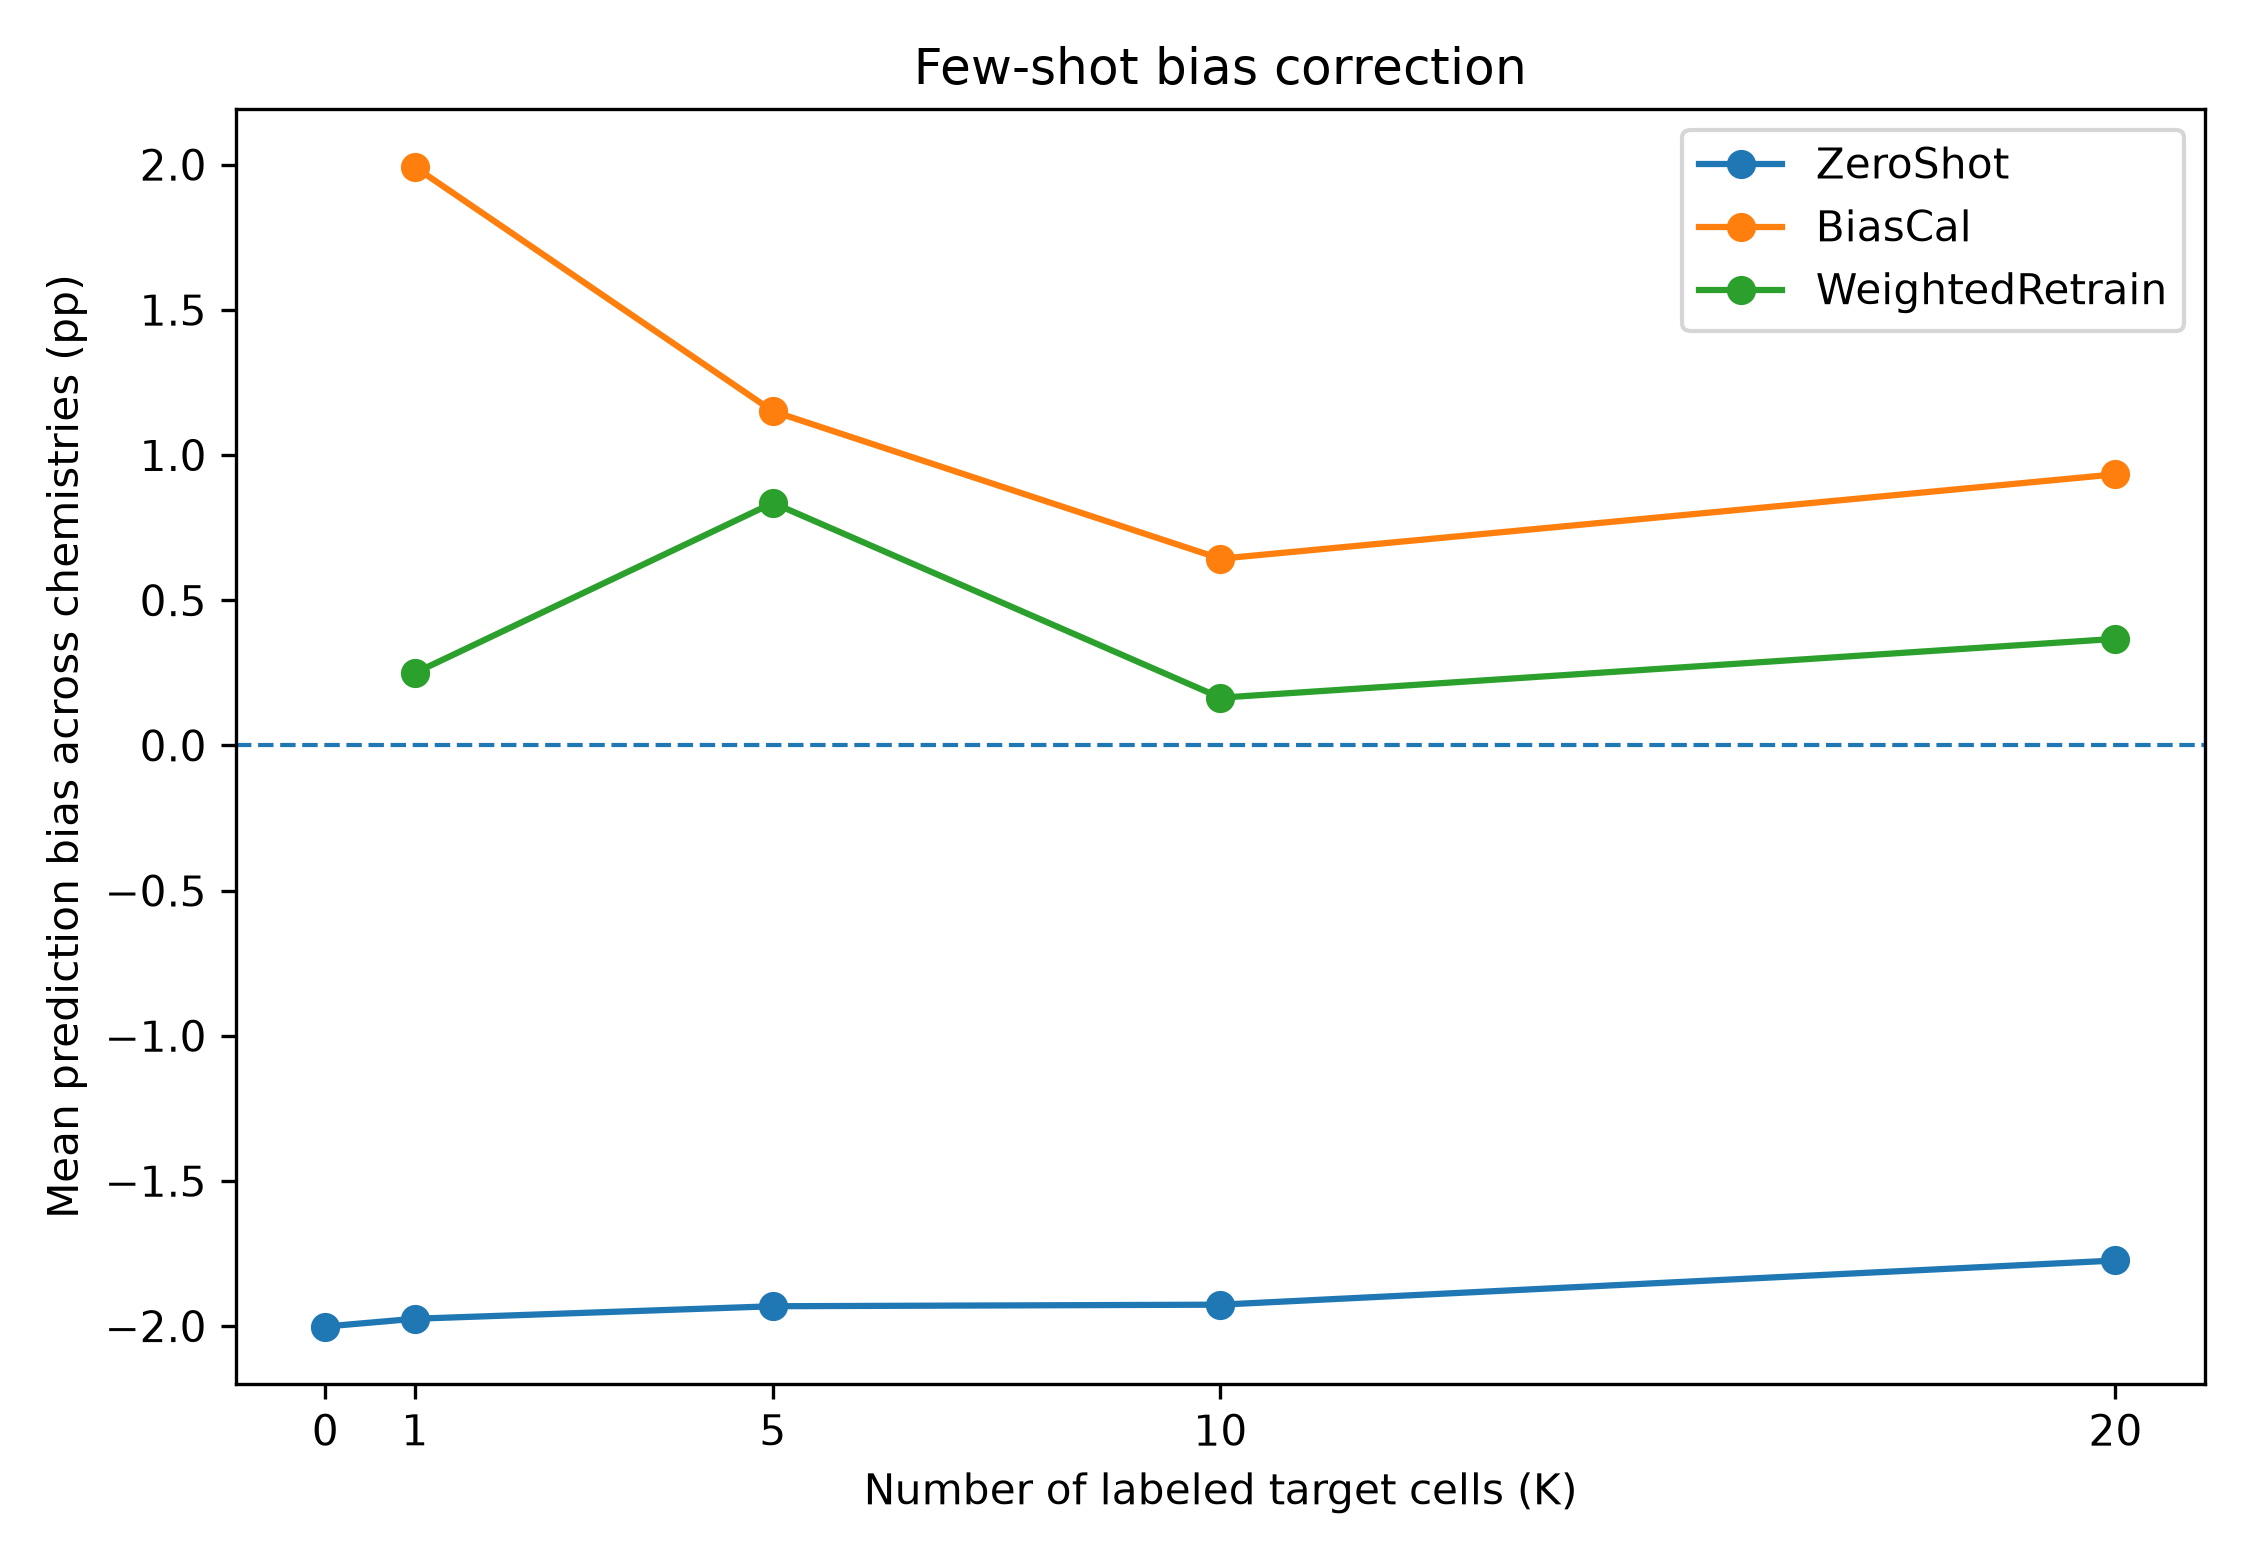 Few-shot bias correction
Mean prediction bias across chemistries (pp)
2.0
1.5
1.0
0.5
0.0
−0.5
−1.0
−1.5
−2.0
ZeroShot
BiasCal
WeightedRetrain
0 1 5 10 20
Number of labeled target cells (K)